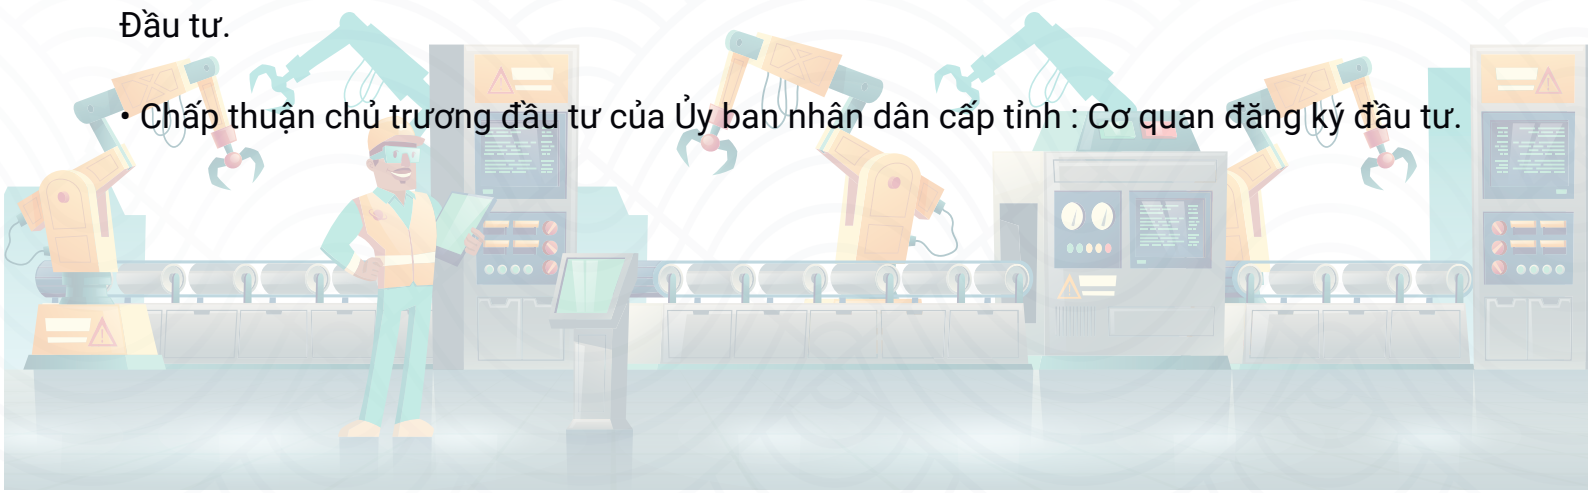 Đầu tư.
• Chấp thuận chủ trương đầu tư của Ủy ban nhân dân cấp tỉnh : Cơ quan đăng ký đầu tư.